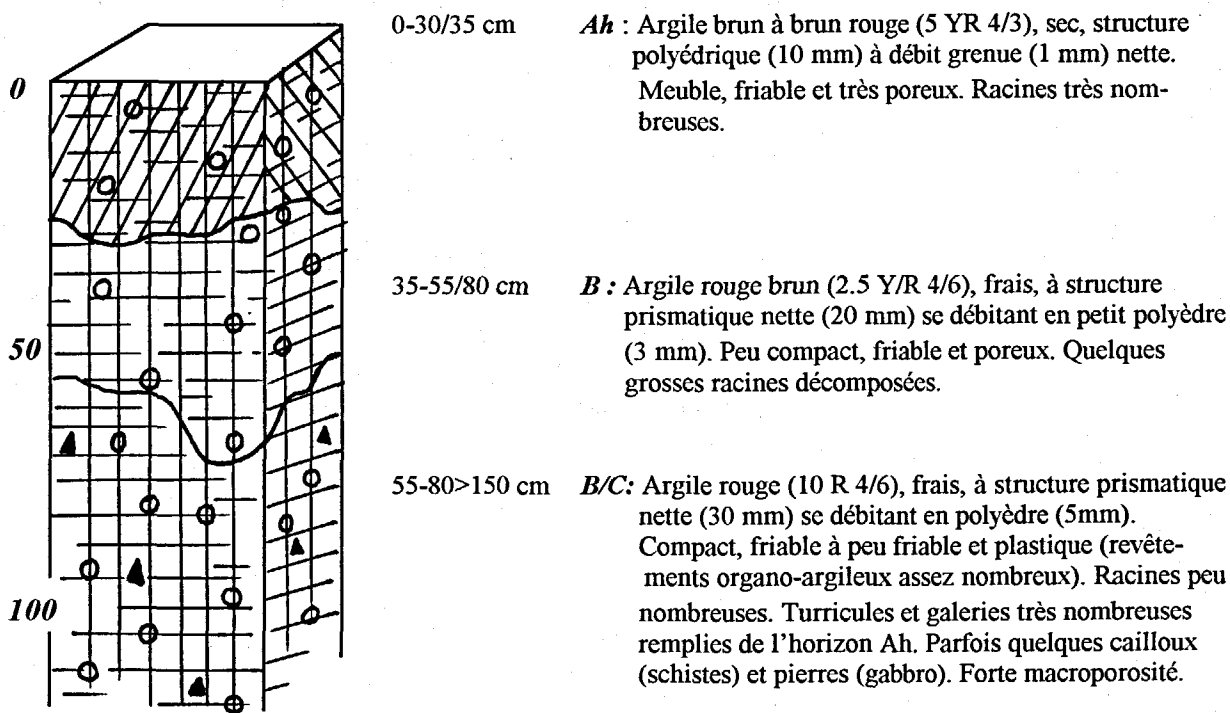 0-30/35 cm Ah : Argile brun à brun rouge (5 YR 4/3), sec, structure
polyédrique (10 mm) à débit grenue (1 mm) nette.
Meuble, friable et très poreux. Racines très nom-
breuses.
0
35-55/80 cm B : Argile rouge brun (2.5 Y/R 4/6), frais, à structure
prismatique nette (20 mm) se débitant en petit polyèdre
(3 mm). Peu compact, friable et poreux. Quelques
grosses racines décomposées.
50
55-80>150 cm B/C: Argile rouge (10 R 4/6), frais, à structure prismatique
nette (30 mm) se débitant en polyèdre (5mm).
Compact, friable à peu friable et plastique (revête-
ments organo-argileux assez nombreux). Racines peu
nombreuses. Turricules et galeries très nombreuses
remplies de l'horizon Ah. Parfois quelques cailloux
(schistes) et pierres (gabbro). Forte macroporosité.
100